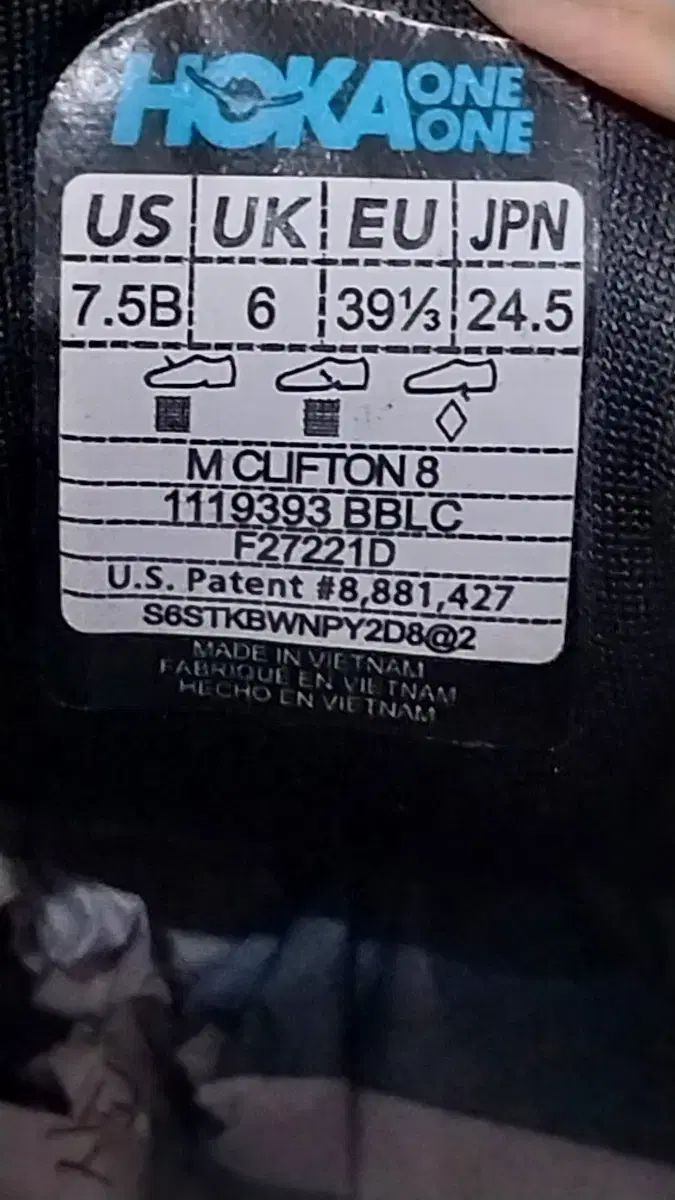 HOKA ONE ONE
US UK EU JPN
7.5B 6 39⅓ 24.5
M CLIFTON 8
1119393 BBLC
F27221D
U.S. Patent #8,881,427
S6STKBWNPY2D8@2
MADE IN VIETNAM
FABRIQUÉ EN VIETNAM
HECHO EN VIETNAM